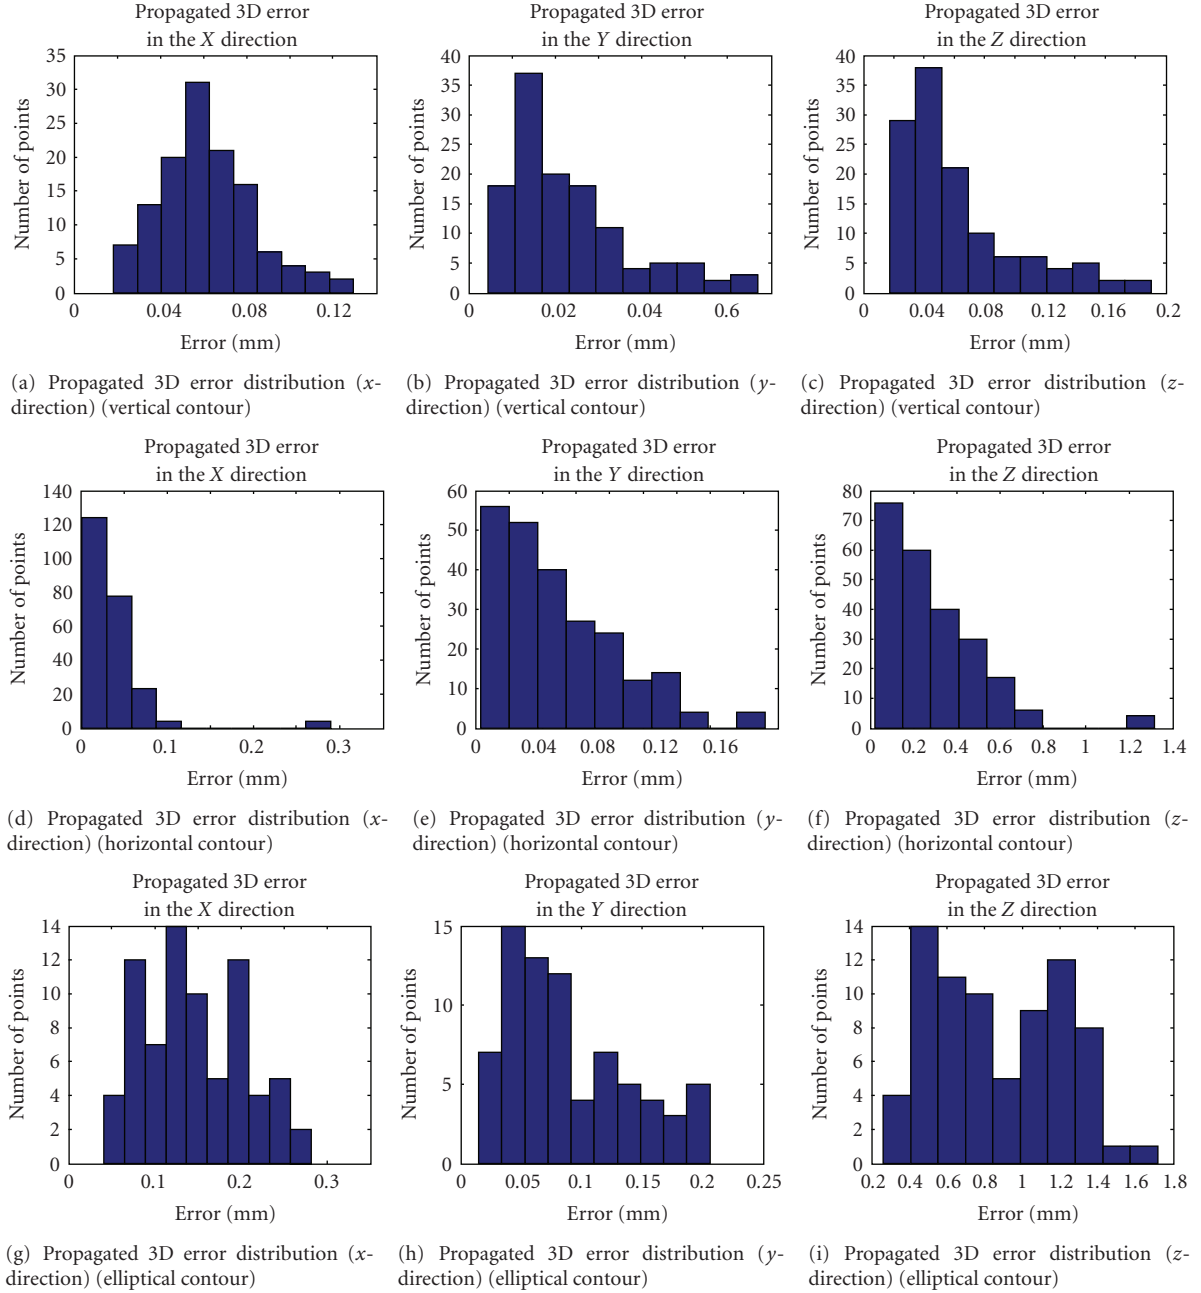 Propagated 3D error
in the X direction
35
30
25
20
15
10
5
0
Number of points
0 0.04 0.08 0.12
Error (mm)
(a) Propagated 3D error distribution (x-
direction) (vertical contour)
Propagated 3D error
in the Y direction
40
35
30
25
20
15
10
5
0
Number of points
0 0.02 0.04 0.6
Error (mm)
(b) Propagated 3D error distribution (y-
direction) (vertical contour)
Propagated 3D error
in the Z direction
40
35
30
25
38
15
10
5
0
Number of points
0 0.04 0.08 0.16 0.2
Error (mm)
(c) Propagated 3D error distribution (z-
direction) (vertical contour)
Propagated 3D error
in the X direction
140
120
100
80
60
40
20
0
Number of points
0 0.1 0.2 0.3
Error (mm)
(d) Propagated 3D error distribution (x-
direction) (horizontal contour)
Propagated 3D error
in the Y direction
60
50
40
30
20
10
0
Number of points
0 0.04 0.08 0.12 0.16
Error (mm)
(e) Propagated 3D error distribution (y-
direction) (horizontal contour)
Propagated 3D error
in the Z direction
80
70
60
50
40
30
20
10
0
Number of points
0 0.2 0.4 0.6 0.8 1 1.2 1.4
Error (mm)
(f) Propagated 3D error distribution (z-
direction) (horizontal contour)
Propagated 3D error
in the X direction
14
12
10
8
6
4
2
0
Number of points
0 0.1 0.2 0.3
Error (mm)
(g) Propagated 3D error distribution (x-
direction) (elliptical contour)
Propagated 3D error
in the Y direction
15
10
5
0
Number of points
0 0.05 0.1 0.15 0.2 0.25
Error (mm)
(h) Propagated 3D error distribution (y-
direction) (elliptical contour)
Propagated 3D error
in the Z direction
14
12
10
8
6
4
2
0
Number of points
0.2 0.4 0.6 0.8 1 1.2 1.4 1.6 1.8
Error (mm)
(i) Propagated 3D error distribution (z-
direction) (elliptical contour)